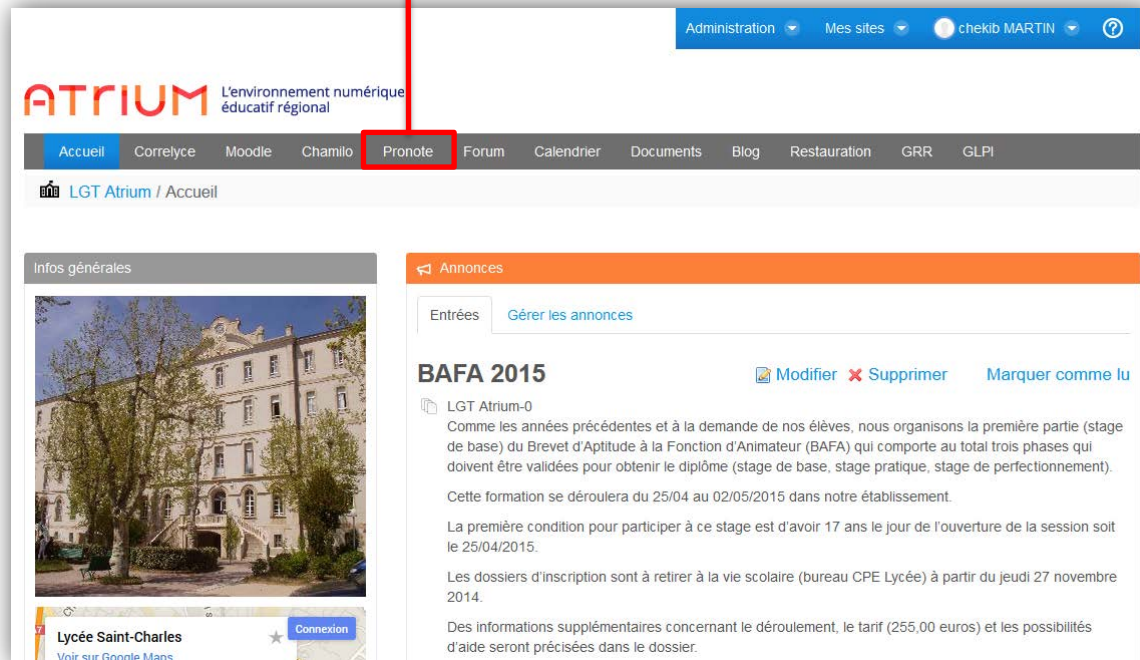 Administration Mes sites chekib MARTIN ?
ATRIUM
L'environnement numérique
éducatif régional
Accueil Correlyce Moodle Chamilo Pronote Forum Calendrier Documents Blog Restauration GRR GLPI
LGT Atrium / Accueil
Infos générales
Annonces
Entrées Gérer les annonces
BAFA 2015
Modifier Supprimer Marquer comme lu
LGT Atrium-0
Comme les années précédentes et à la demande de nos élèves, nous organisons la première partie (stage
de base) du Brevet d'Aptitude à la Fonction d'Animateur (BAFA) qui comporte au total trois phases qui
doivent être validées pour obtenir le diplôme (stage de base, stage pratique, stage de perfectionnement).
Cette formation se déroulera du 25/04 au 02/05/2015 dans notre établissement.
La première condition pour participer à ce stage est d'avoir 17 ans le jour de l'ouverture de la session soit
le 25/04/2015.
Les dossiers d'inscription sont à retirer à la vie scolaire (bureau CPE Lycée) à partir du jeudi 27 novembre
2014.
Des informations supplémentaires concernant le déroulement, le tarif (255,00 euros) et les possibilités
d'aide seront précisées dans le dossier.
Lycée Saint-Charles
Connexion
Voir sur Google Maps